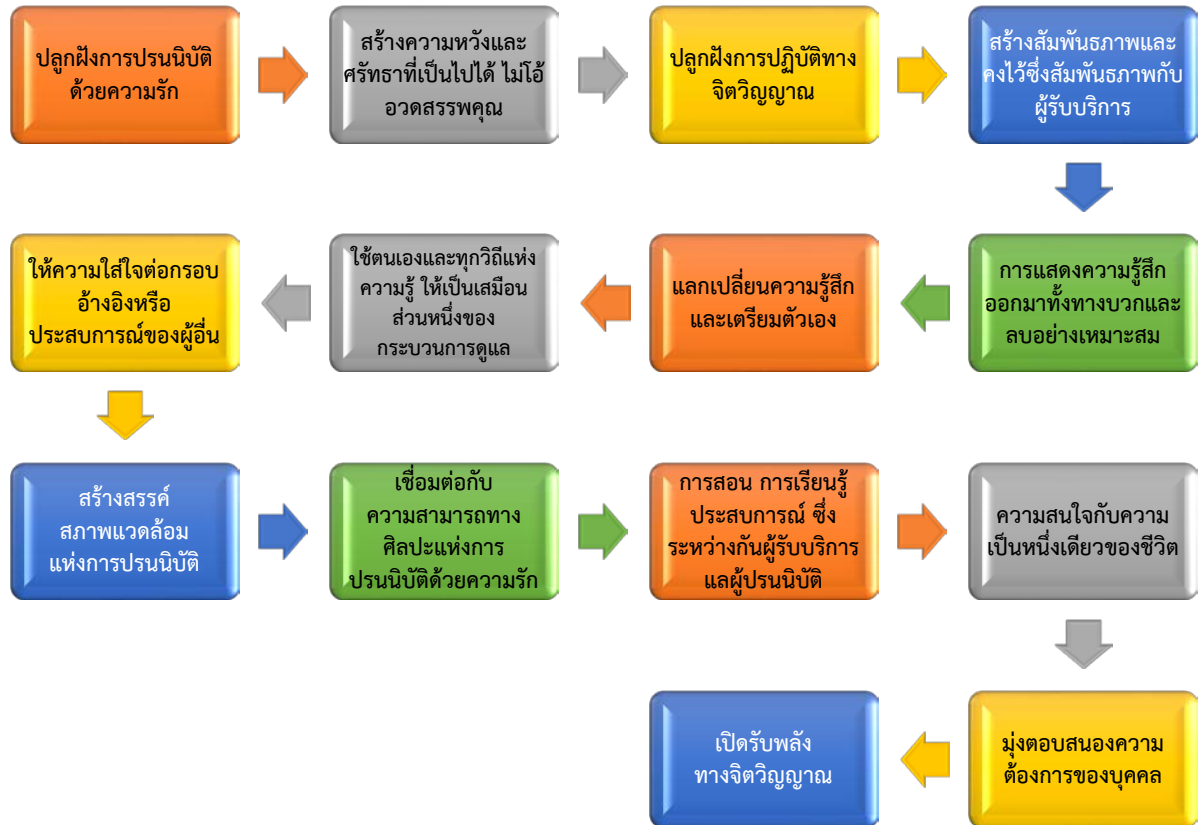 ปลูกฝังการปรนนิบัติ
ด้วยความรัก
สร้างความหวังและ
ศรัทธาที่เป็นไปได้ ไม่โอ้
อวดสรรพคุณ
ปลูกฝังการปฏิบัติทาง
จิตวิญญาณ
สร้างสัมพันธภาพและ
คงไว้ซึ่งสัมพันธภาพกับ
ผู้รับบริการ
การแสดงความรู้สึก
ออกมาทั้งทางบวกและ
ลบอย่างเหมาะสม
แลกเปลี่ยนความรู้สึก
และเตรียมตัวเอง
ใช้ตนเองและทุกวิถีแห่ง
ความรู้ ให้เป็นเสมือน
ส่วนหนึ่งของ
กระบวนการดูแล
ให้ความใส่ใจต่อกรอบ
อ้างอิงหรือ
ประสบการณ์ของผู้อื่น
สร้างสรรค์
สภาพแวดล้อม
แห่งการปรนนิบัติ
เชื่อมต่อกับ
ความสามารถทาง
ศิลปะแห่งการ
ปรนนิบัติด้วยความรัก
การสอน การเรียนรู้
ประสบการณ์ ซึ่ง
ระหว่างกันผู้รับบริการ
แลผู้ปรนนิบัติ
ความสนใจกับความ
เป็นหนึ่งเดียวของชีวิต
มุ่งตอบสนองความ
ต้องการของบุคคล
เปิดรับพลัง
ทางจิตวิญญาณ